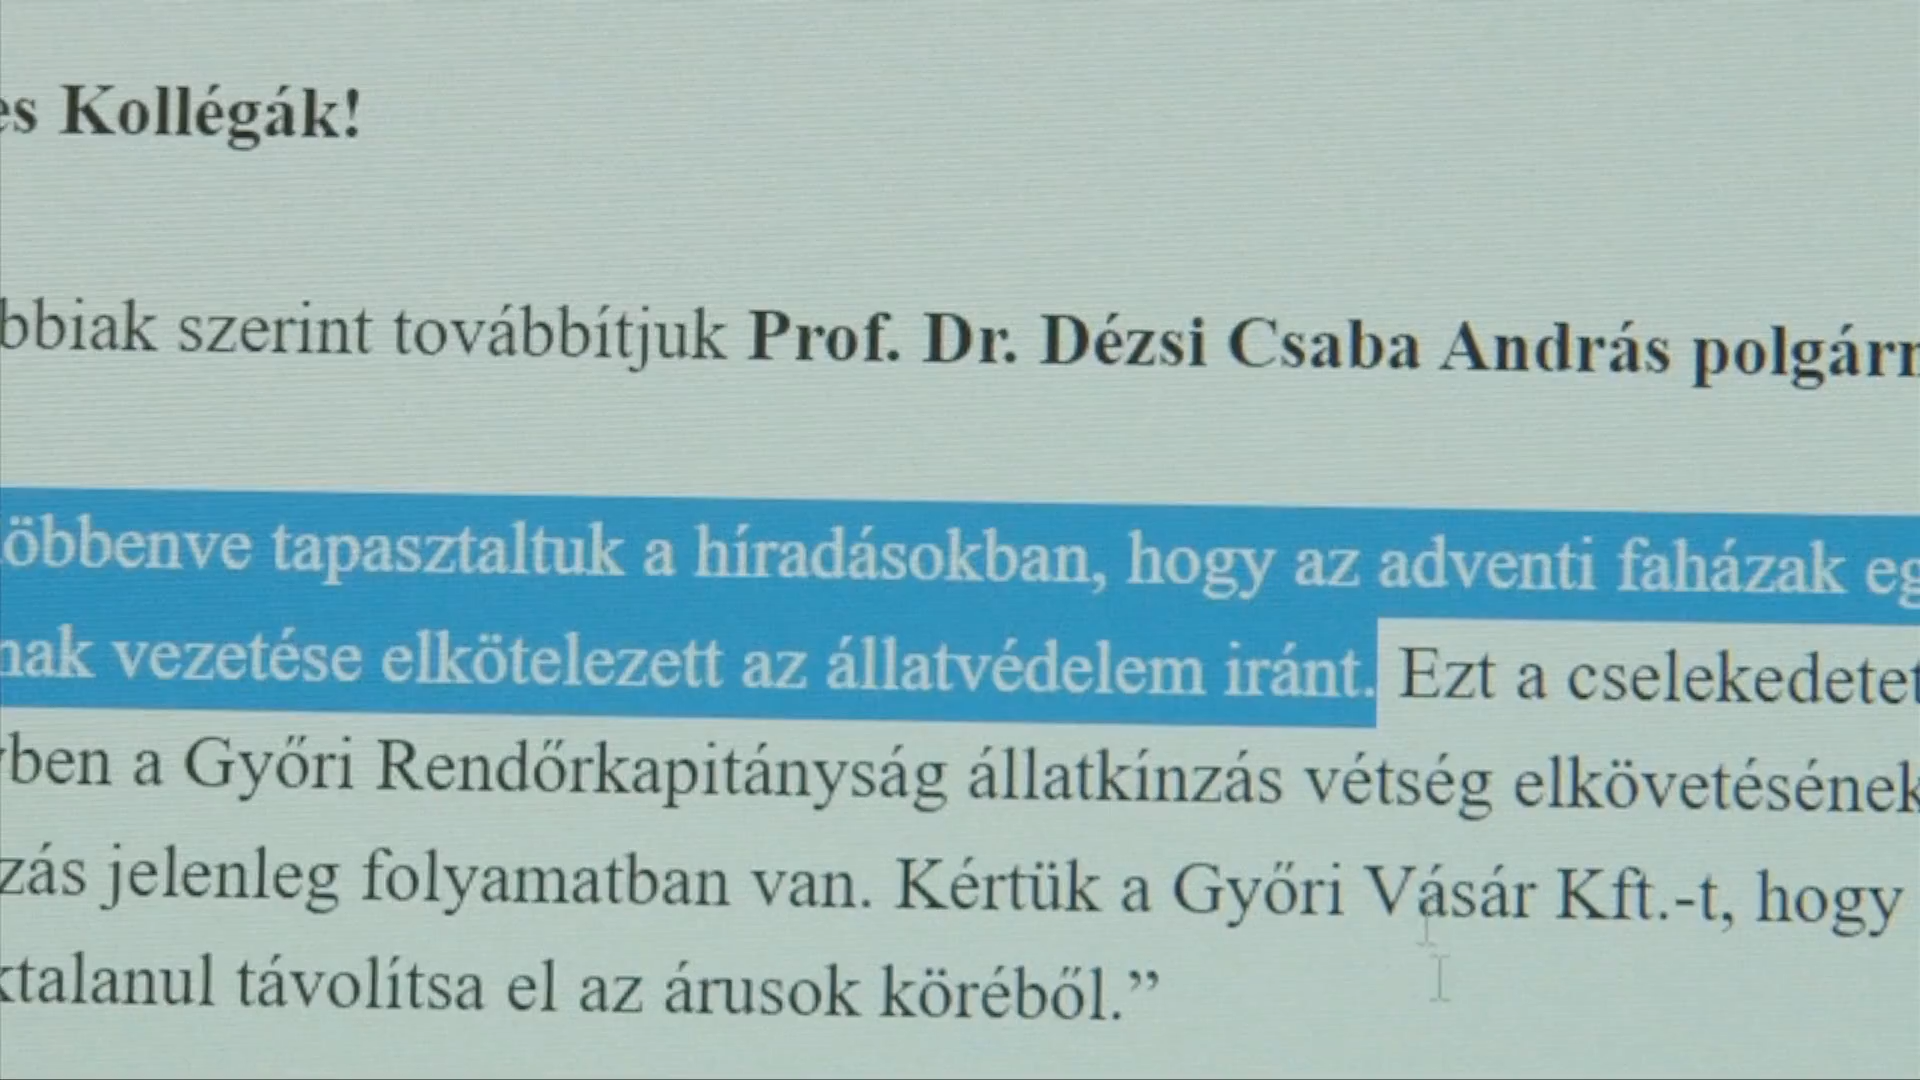 es Kollégák!
bbiak szerint továbbítjuk Prof. Dr. Dézsi Csaba András polgárm
öbbenve tapasztaltuk a híradásokban, hogy az adventi faházak eg
nak vezetése elkötelezett az állatvédelem iránt. Ezt a cselekedetet
ben a Győri Rendőrkapitányság állatkínzás vétség elkövetésének
zás jelenleg folyamatban van. Kértük a Győri Vásár Kft.-t, hogy
ktalanul távolítsa el az árusok köréből.”